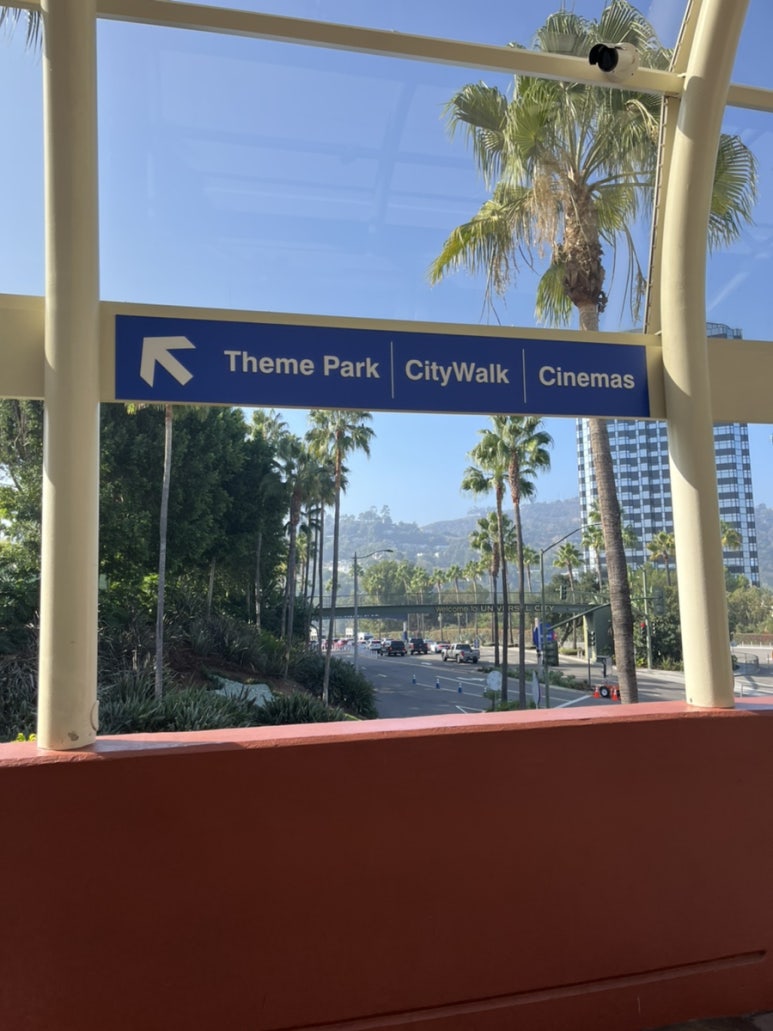 Theme Park CityWalk Cinemas
welcome to UNIVERSAL CITY